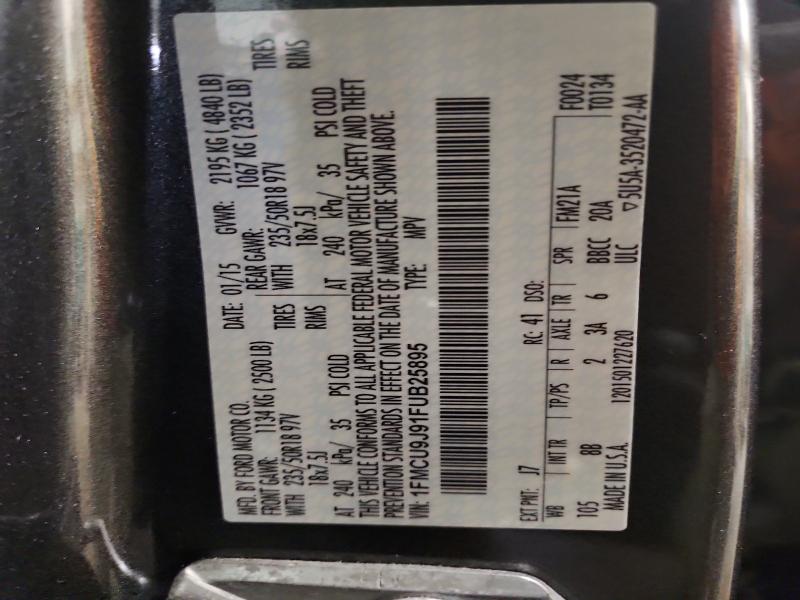 MFD. BY FORD MOTOR CO.
DATE: 01/15 GVWR: 2195 KG ( 4840 LB)
FRONT GAWR: 1134 KG ( 2500 LB) REAR GAWR: 1067 KG ( 2352 LB)
WITH 235/50R18 97V TIRES WITH 235/50R18 97V TIRES
18x7.5J RIMS 18x7.5J RIMS
AT 240 kPa/ 35 PSI COLD AT 240 kPa/ 35 PSI COLD
THIS VEHICLE CONFORMS TO ALL APPLICABLE FEDERAL MOTOR VEHICLE SAFETY AND THEFT
PREVENTION STANDARDS IN EFFECT ON THE DATE OF MANUFACTURE SHOWN ABOVE.
VIN: 1FMCU9J91FUB25895 TYPE: MPV
EXT PNT: J7 RC: 41 DSO: F0024
WB INT TR TP/PS R AXLE TR SPR FM21A T0134
105 8B 2 3A 6 BBCC 20A
MADE IN U.S.A. 1201501227620 ULC ▽5U5A-3520472-AA